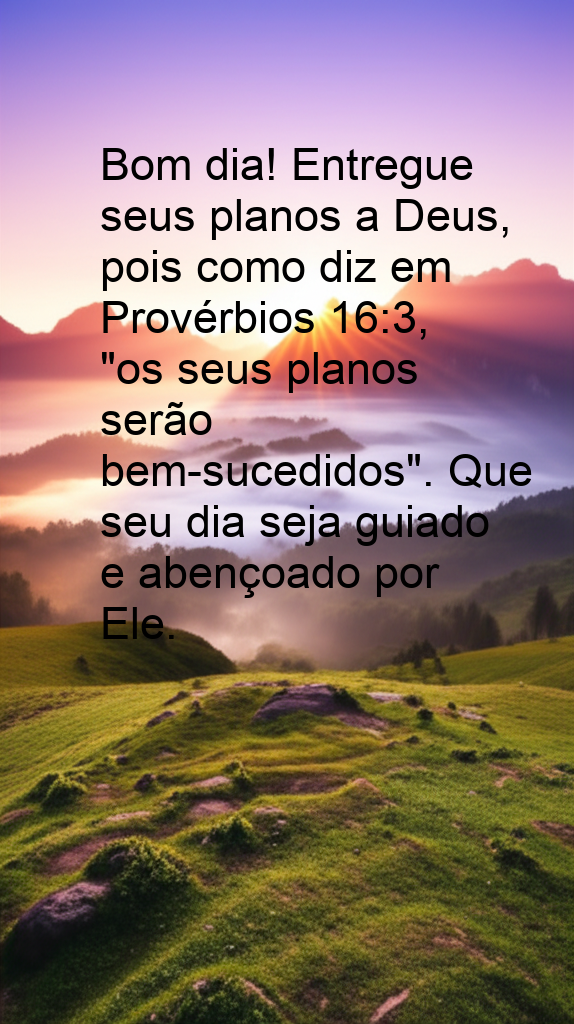 Bom dia! Entregue
seus planos a Deus,
pois como diz em
Provérbios 16:3,
"os seus planos
serão
bem-sucedidos". Que
seu dia seja guiado
e abençoado por
Ele.